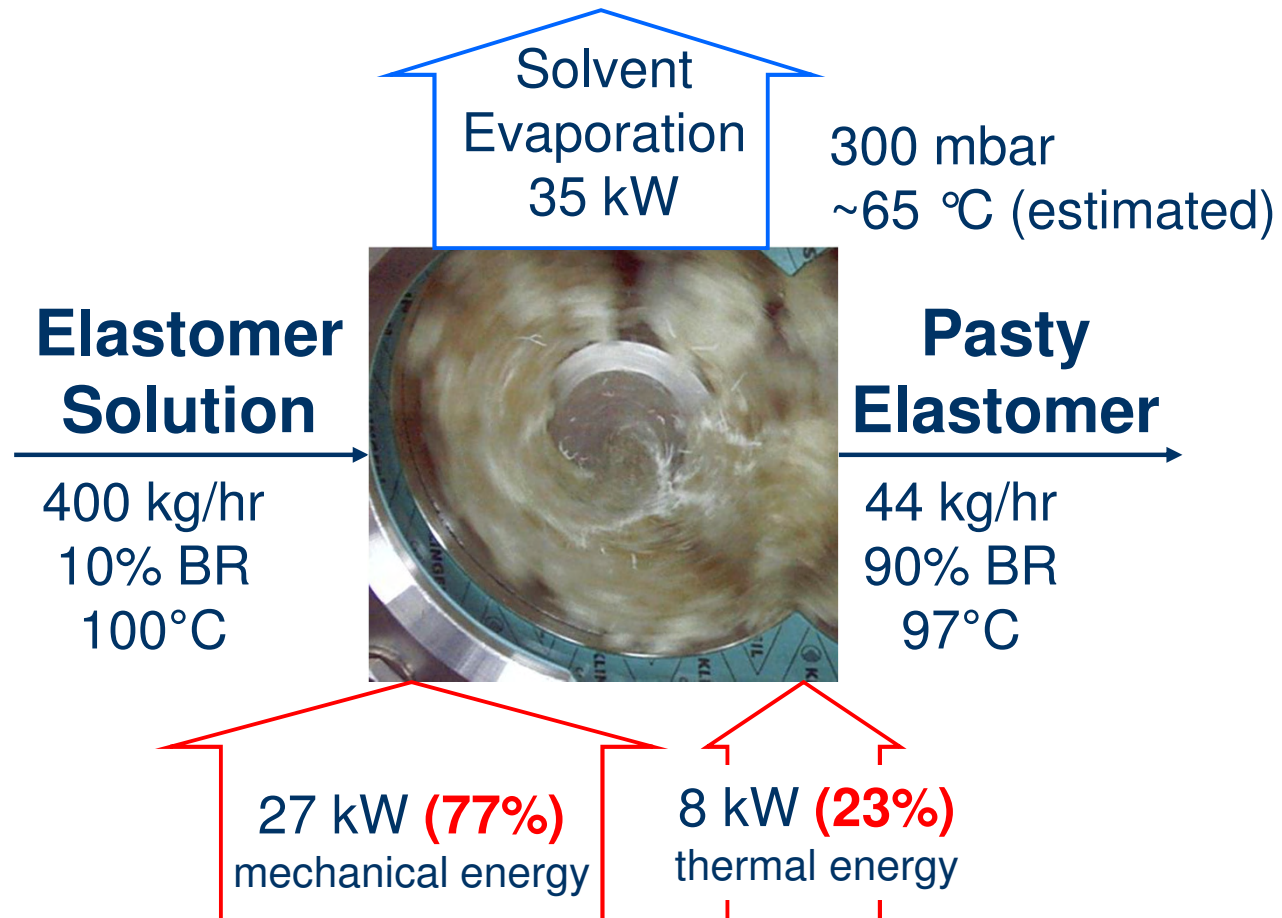 Solvent
Evaporation
35 kW
300 mbar
~65 °C (estimated)
Elastomer
Solution
400 kg/hr
10% BR
100°C
Pasty
Elastomer
44 kg/hr
90% BR
97°C
27 kW (77%)
mechanical energy
8 kW (23%)
thermal energy